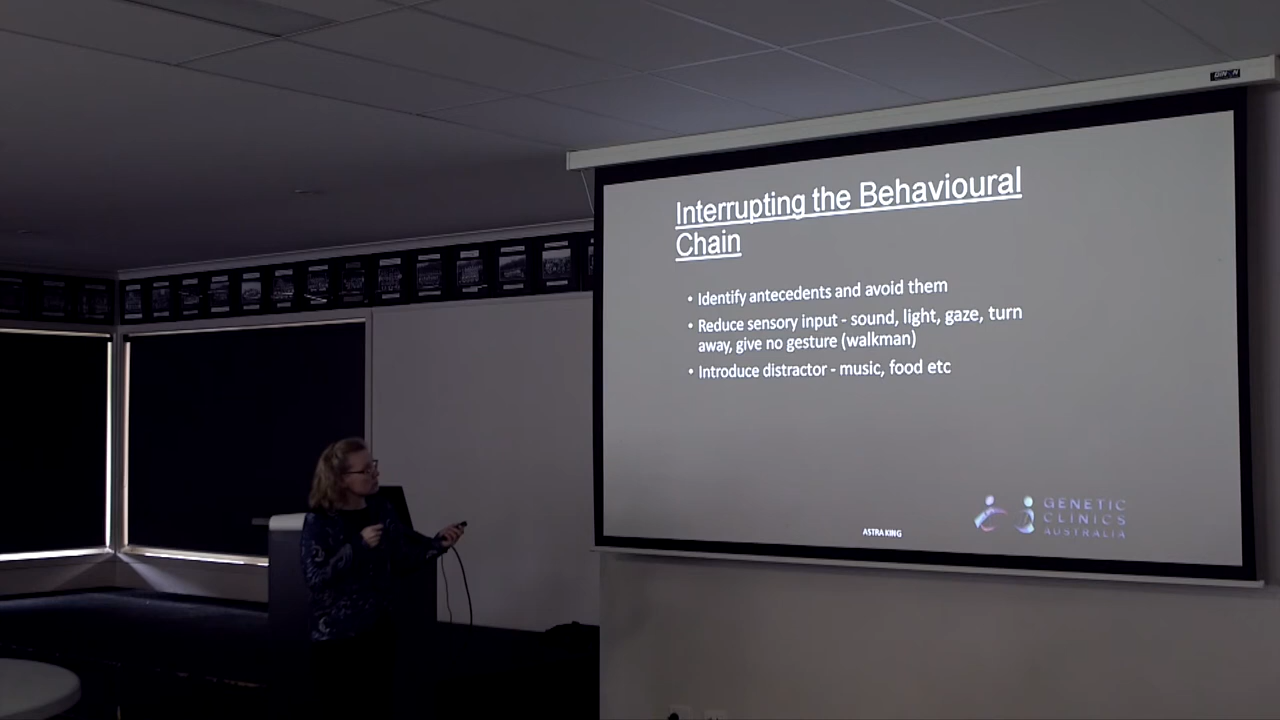 Interrupting the Behavioural
Chain
• Identify antecedents and avoid them
• Reduce sensory input - sound, light, gaze, turn
away, give no gesture (walkman)
• Introduce distractor - music, food etc
ASTRA KING
GENETIC
CLINICS
AUSTRALIA